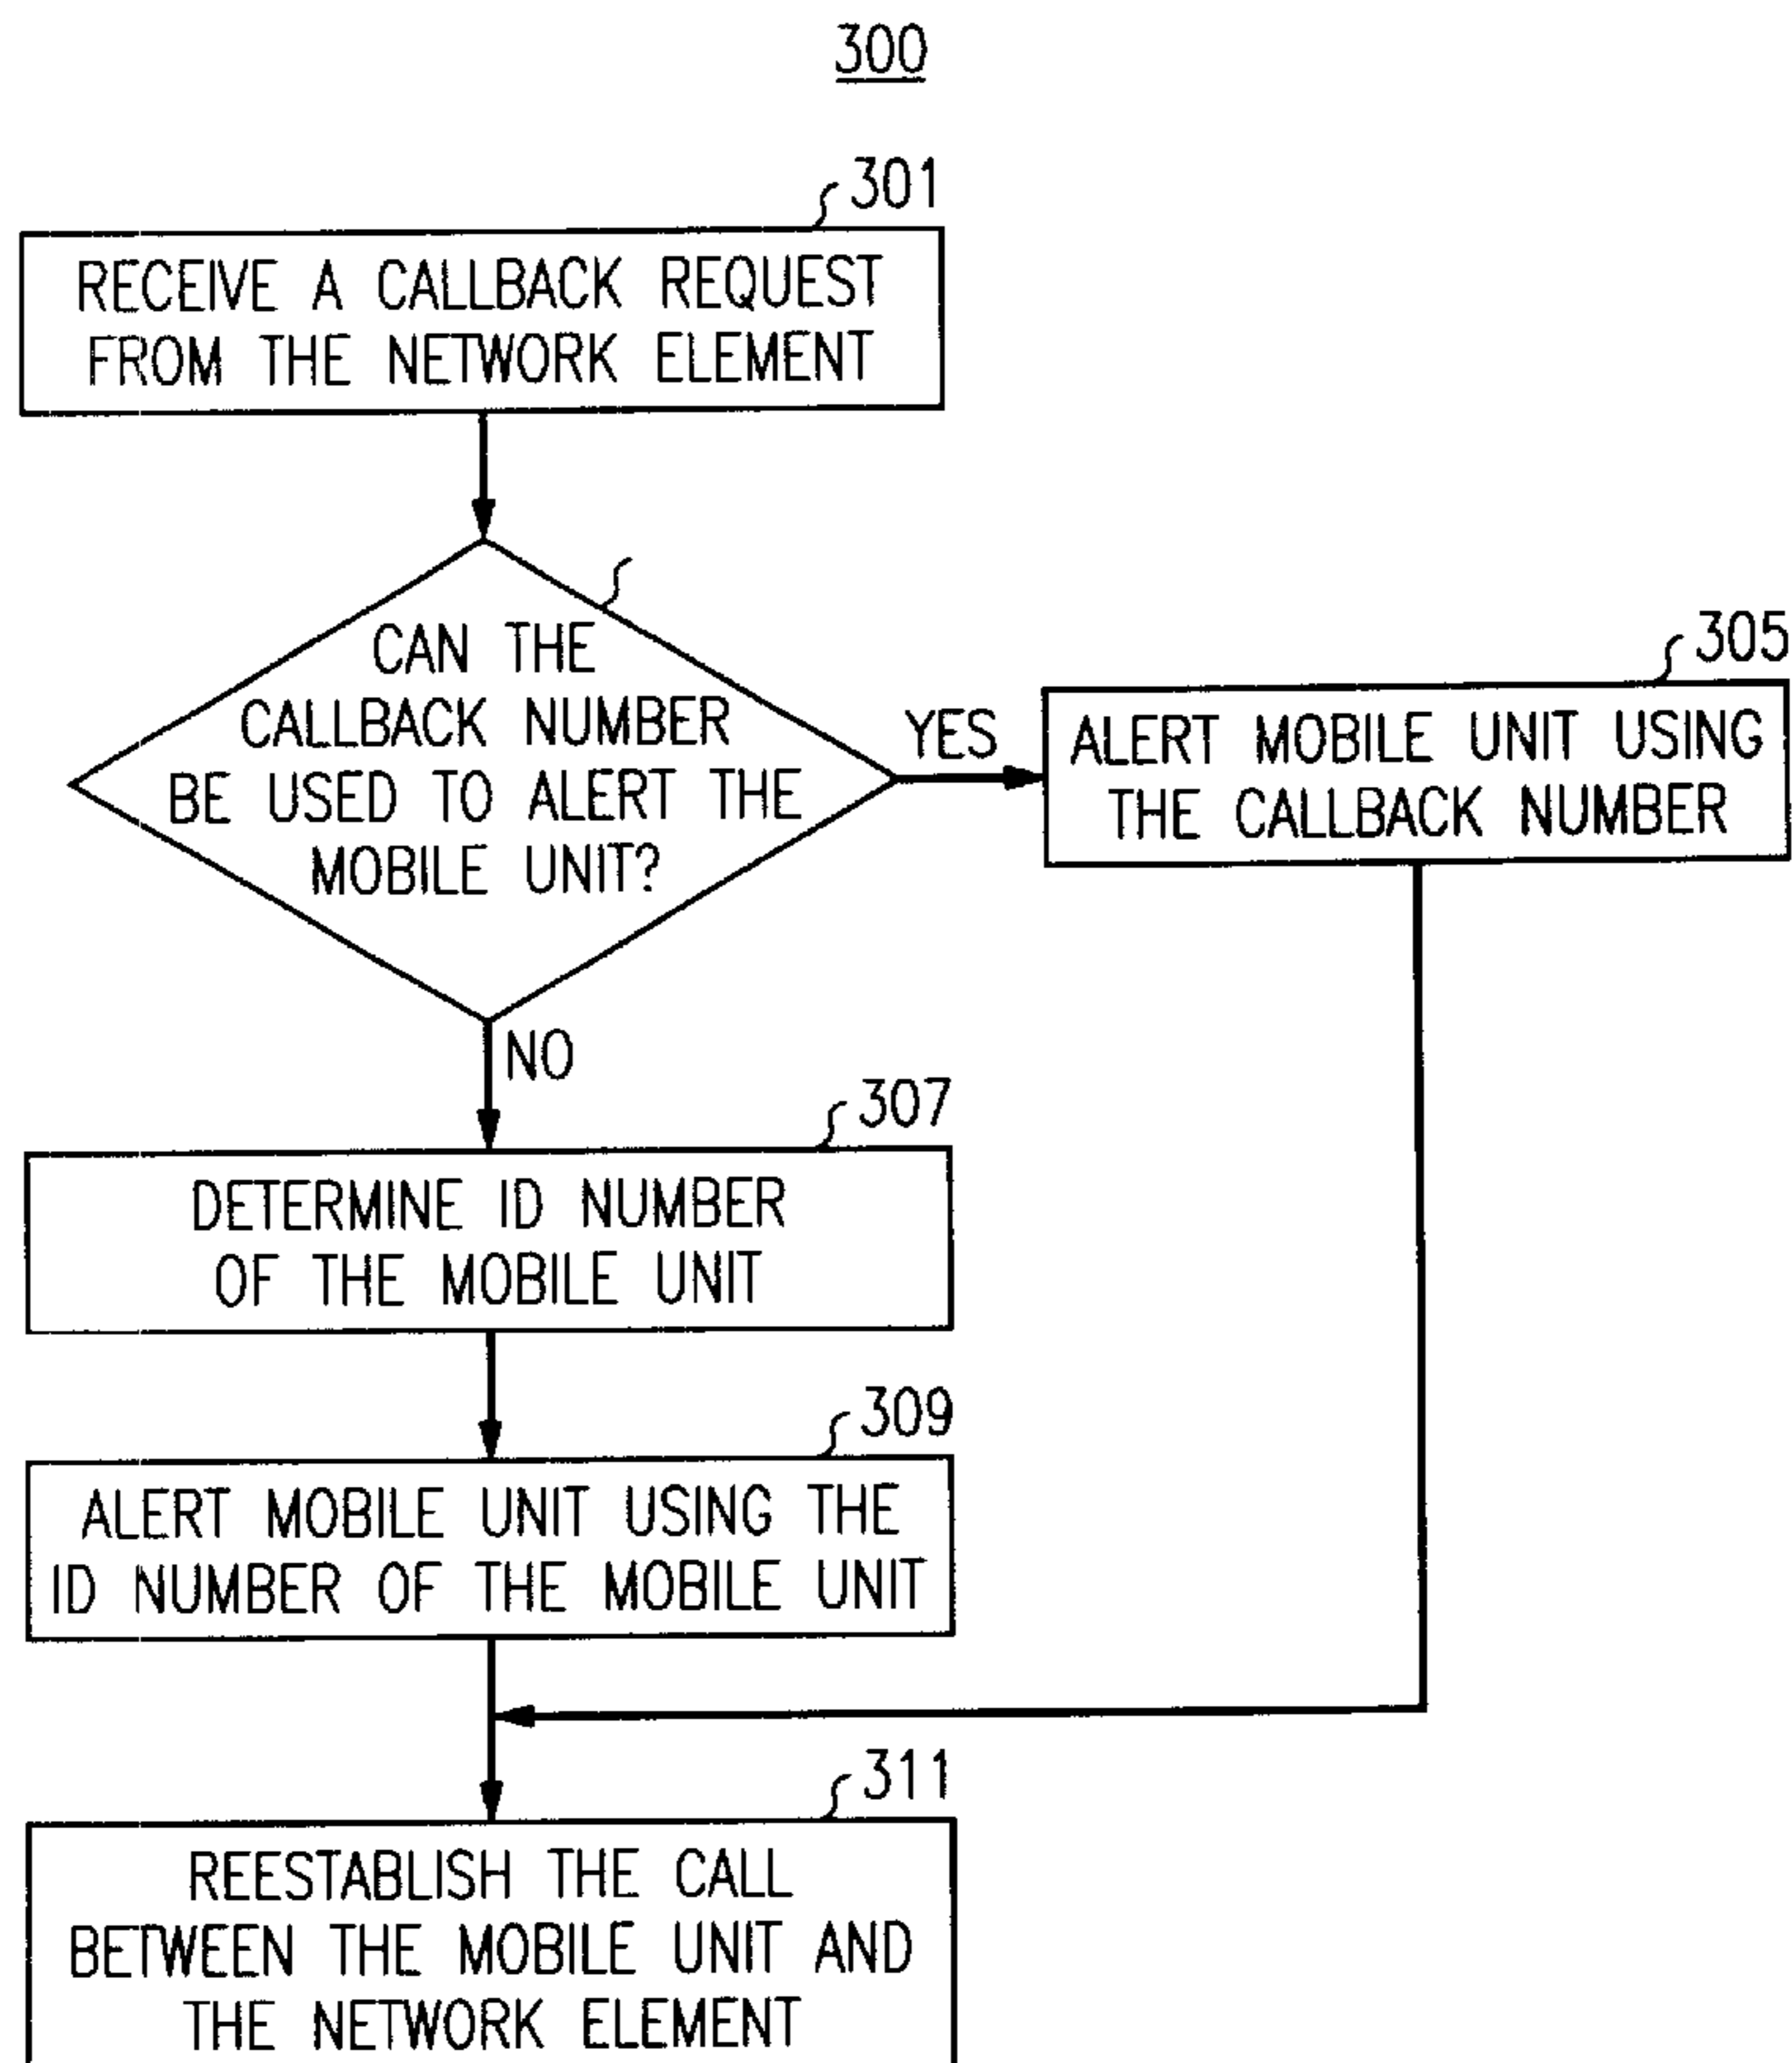 300
301
RECEIVE A CALLBACK REQUEST
FROM THE NETWORK ELEMENT
CAN THE
CALLBACK NUMBER
BE USED TO ALERT THE
MOBILE UNIT?
YES
305
ALERT MOBILE UNIT USING
THE CALLBACK NUMBER
NO
307
DETERMINE ID NUMBER
OF THE MOBILE UNIT
309
ALERT MOBILE UNIT USING THE
ID NUMBER OF THE MOBILE UNIT
311
REESTABLISH THE CALL
BETWEEN THE MOBILE UNIT AND
THE NETWORK ELEMENT